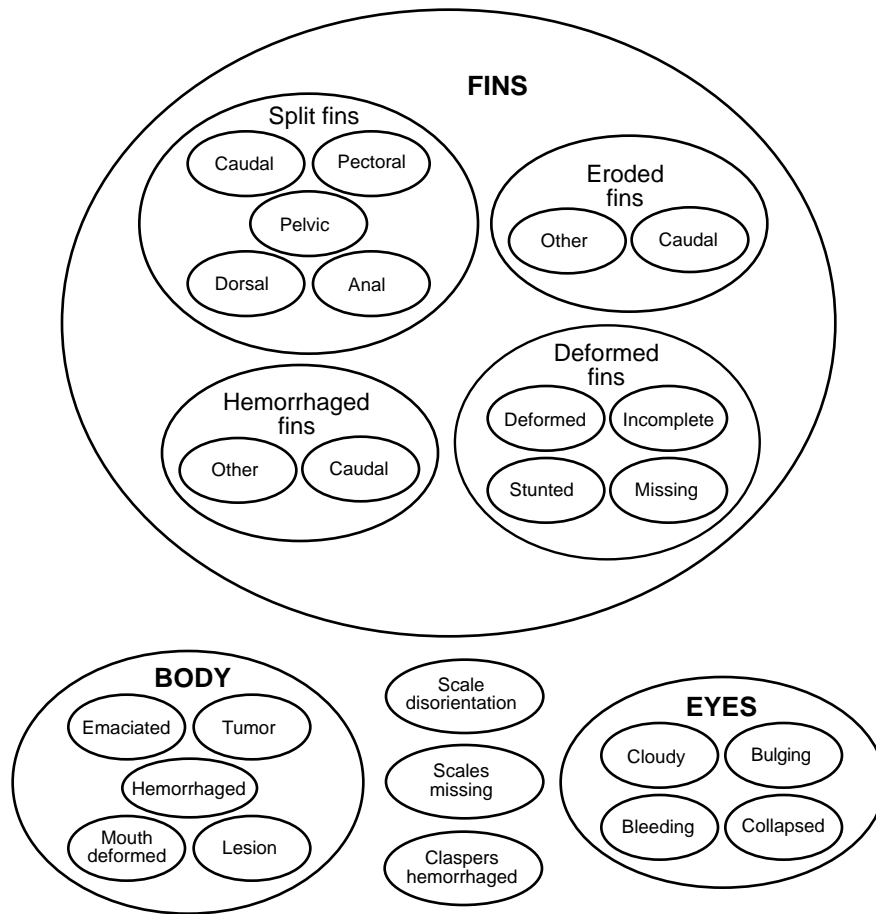 FINS
Split fins
Caudal
Pectoral
Pelvic
Dorsal
Anal
Eroded
fins
Other
Caudal
Hemorrhaged
fins
Other
Caudal
Deformed
fins
Deformed
Incomplete
Stunted
Missing
BODY
Emaciated
Tumor
Hemorrhaged
Mouth
deformed
Lesion
Scale
disorientation
Scales
missing
Claspers
hemorrhaged
EYES
Cloudy
Bulging
Bleeding
Collapsed